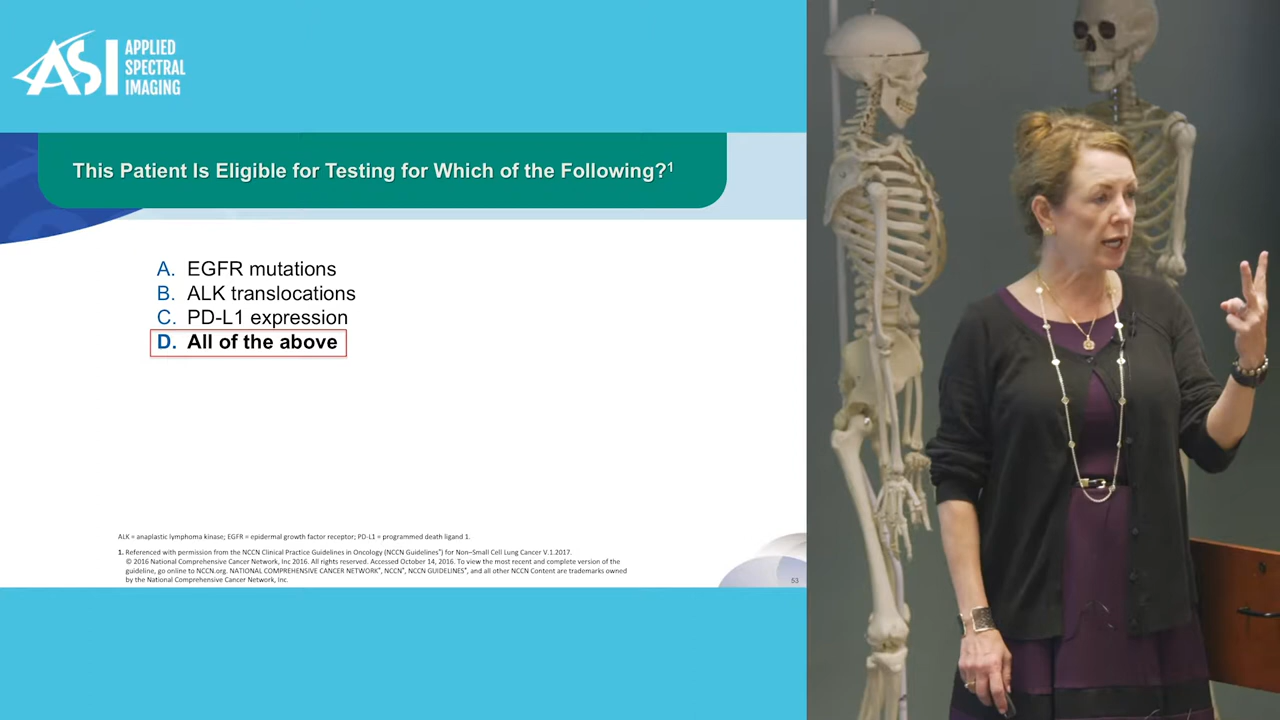 ASI APPLIED
SPECTRAL
IMAGING
This Patient Is Eligible for Testing for Which of the Following?¹
A. EGFR mutations
B. ALK translocations
C. PD-L1 expression
D. All of the above
ALK = anaplastic lymphoma kinase; EGFR = epidermal growth factor receptor; PD-L1 = programmed death ligand 1.
1. Referenced with permission from the NCCN Clinical Practice Guidelines in Oncology (NCCN Guidelines®) for Non–Small Cell Lung Cancer V.1.2017.
© 2016 National Comprehensive Cancer Network, Inc 2016. All rights reserved. Accessed October 14, 2016. To view the most recent and complete version of the
guideline, go online to NCCN.org. NATIONAL COMPREHENSIVE CANCER NETWORK®, NCCN®, NCCN GUIDELINES®, and all other NCCN Content are trademarks owned
by the National Comprehensive Cancer Network, Inc.
53